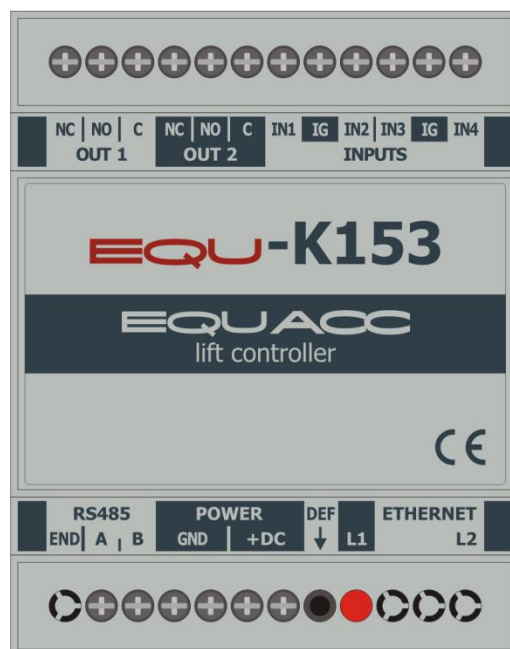 NC NO C NC NO C IN1 IG IN2 IN3 IG IN4
OUT 1 OUT 2 INPUTS
EQU-K153
EQUACC
lift controller
CE
RS485 POWER DEF ETHERNET
END A B GND +DC ↓ L1 L2